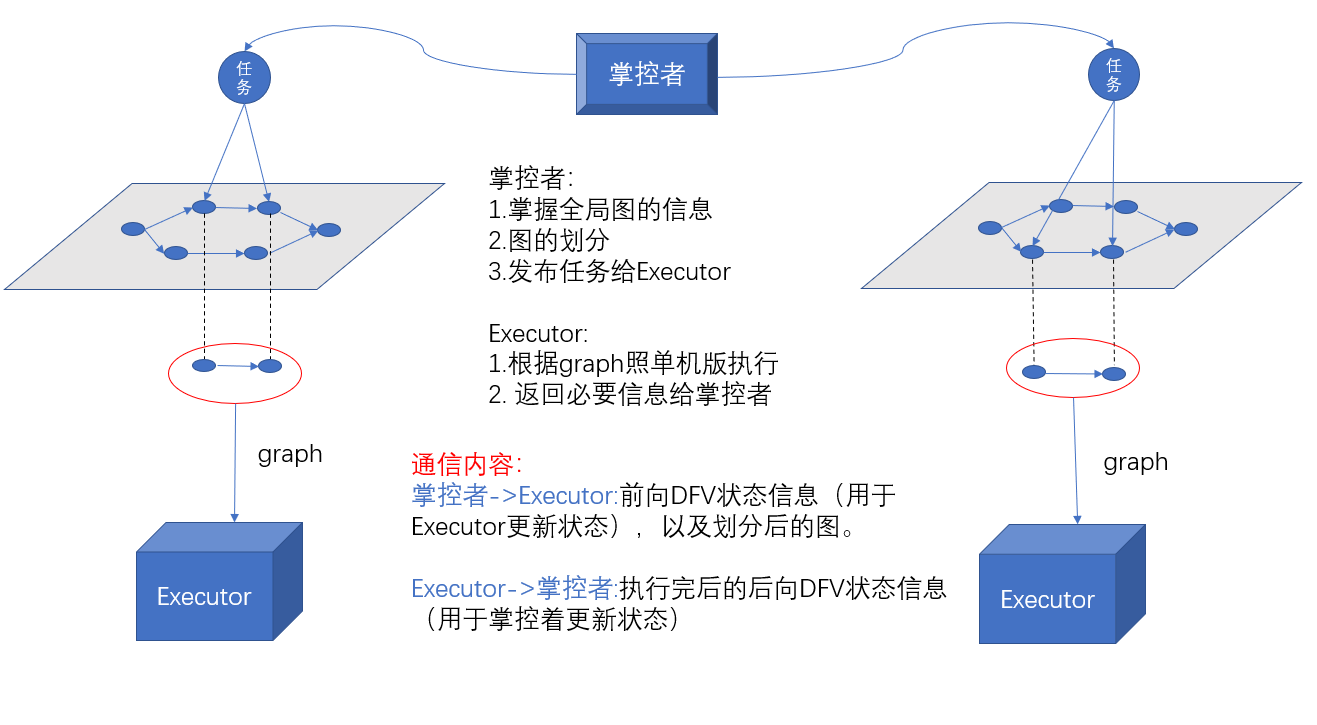 掌控者
任
务
任
务
掌控者:
1.掌握全局图的信息
2.图的划分
3.发布任务给Executor
Executor:
1.根据graph照单机版执行
2. 返回必要信息给掌控者
graph
graph
通信内容:
掌控者->Executor:前向DFV状态信息（用于
Executor更新状态），以及划分后的图。
Executor->掌控者:执行完后的后向DFV状态信息
（用于掌控着更新状态）
Executor
Executor